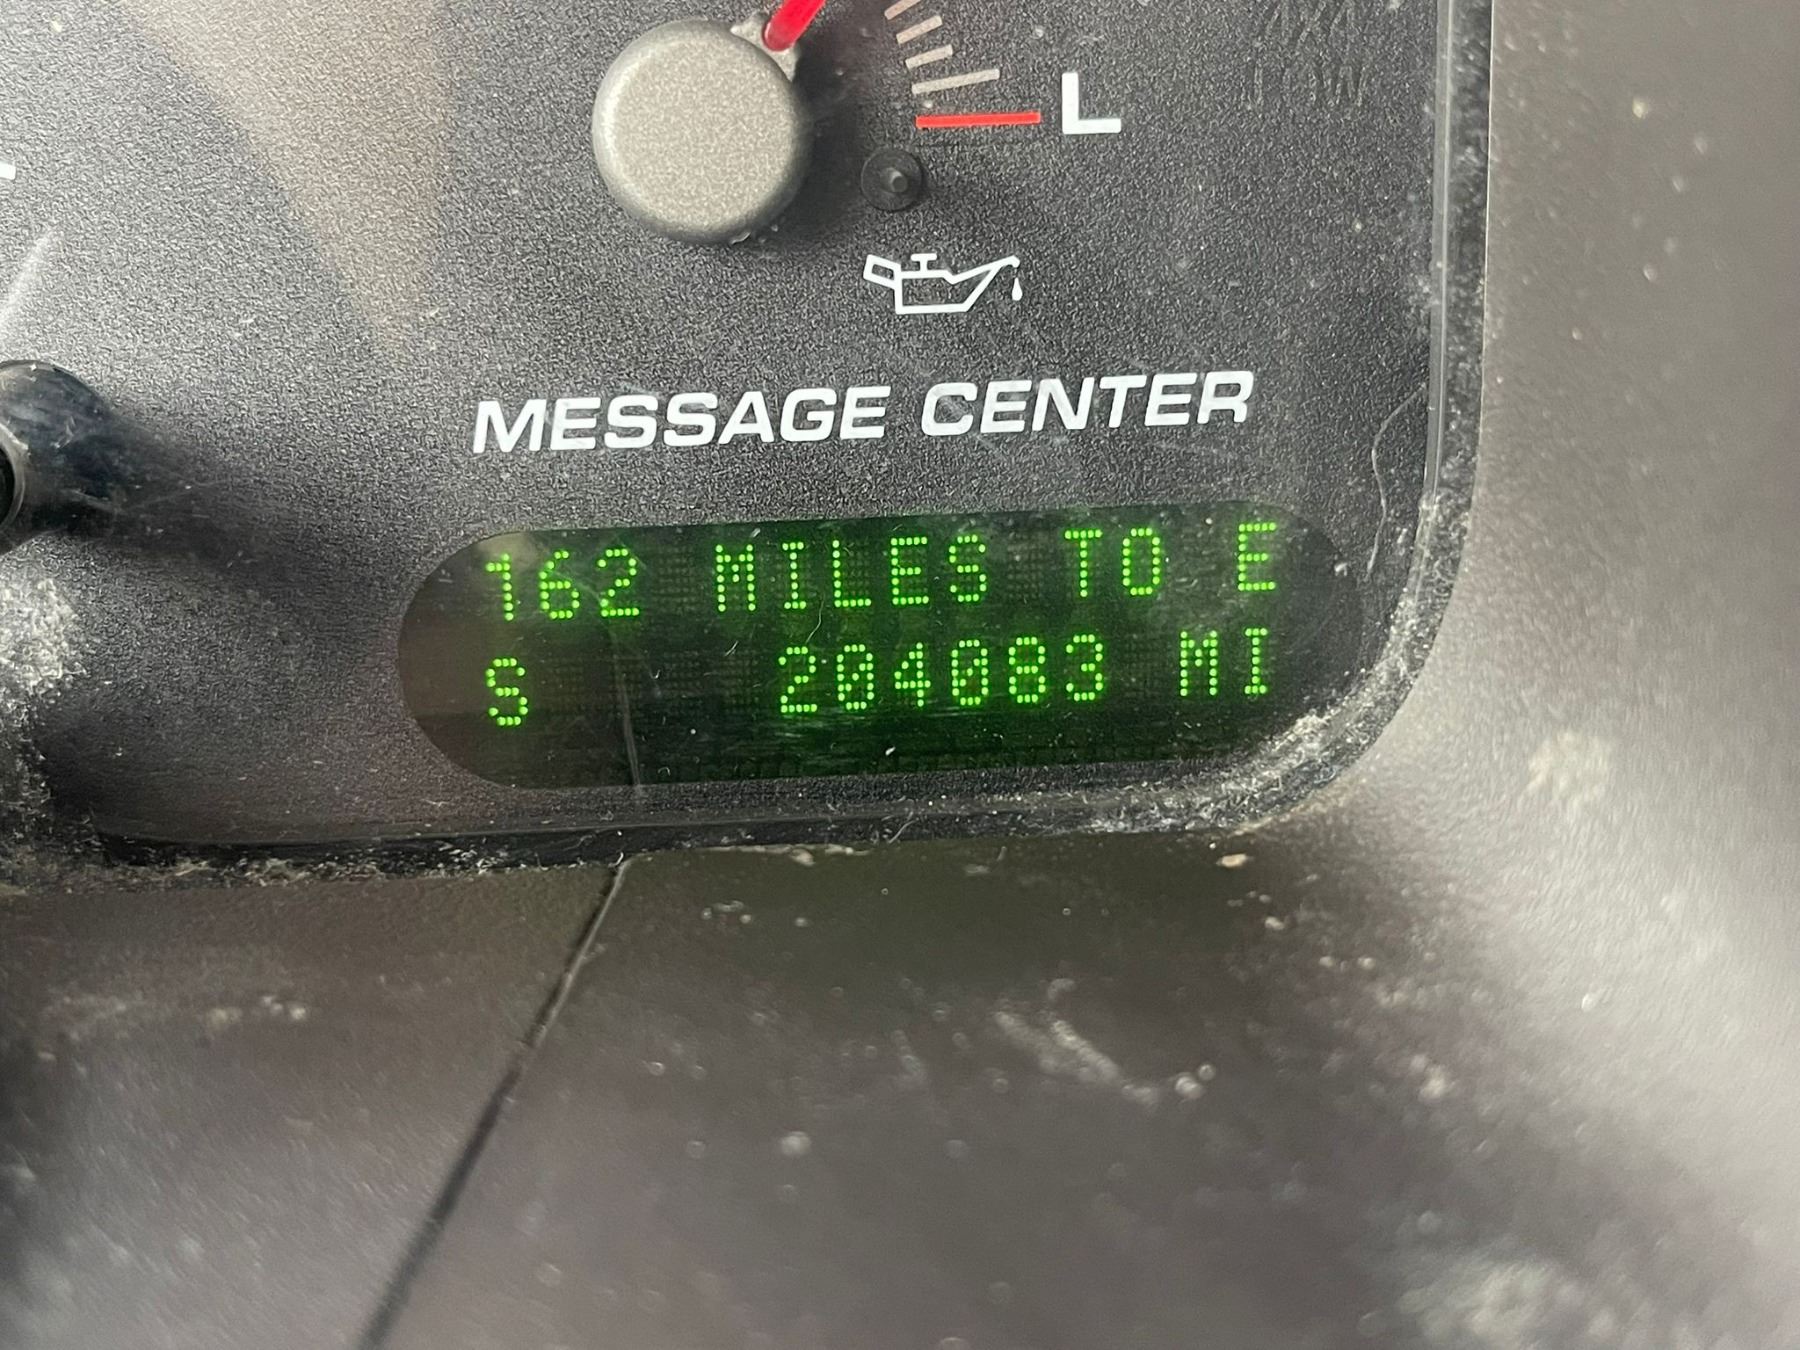 L
MESSAGE CENTER
162 MILES TO E
S 204083 MI